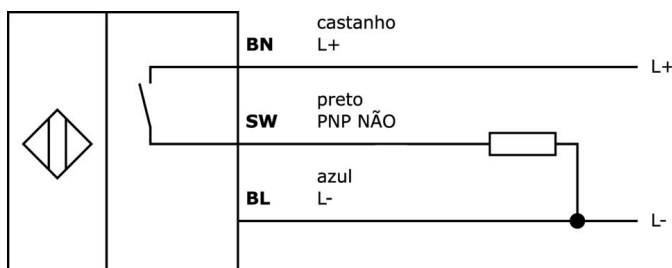 castanho
BN L+
L+
preto
SW PNP NÃO
azul
BL L-
L-